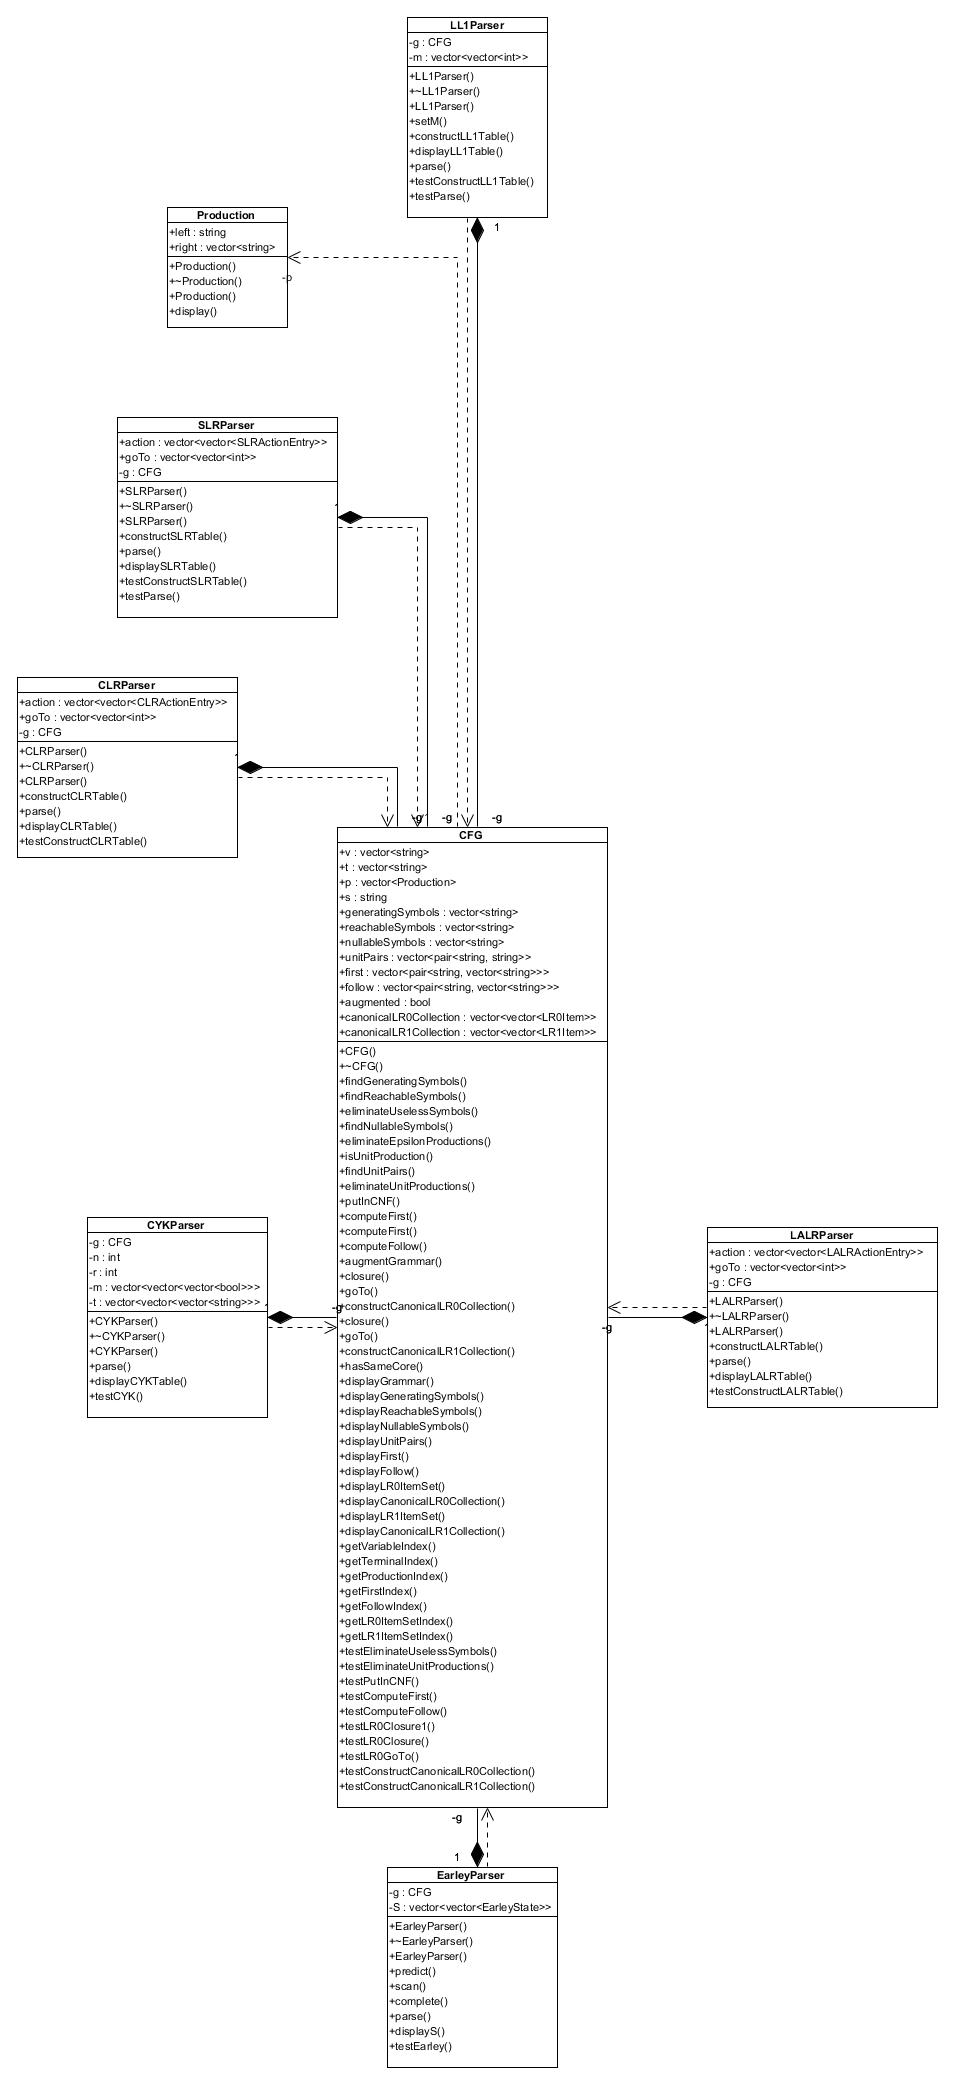 LL1Parser
-g : CFG
-m : vector<vector<int>>
+LL1Parser()
+~LL1Parser()
+LL1Parser()
+setM()
+constructLL1Table()
+displayLL1Table()
+parse()
+testConstructLL1Table()
+testParse()
1
Production
+left : string
+right : vector<string>
+Production()
+~Production()
+Production()
+display()
-p
SLRParser
+action : vector<vector<SLRActionEntry>>
+goTo : vector<vector<int>>
-g : CFG
+SLRParser()
+~SLRParser()
+SLRParser()
+constructSLRTable()
+parse()
+displaySLRTable()
+testConstructSLRTable()
+testParse()
CLRParser
+action : vector<vector<CLRActionEntry>>
+goTo : vector<vector<int>>
-g : CFG
+CLRParser()
+~CLRParser()
+CLRParser()
+constructCLRTable()
+parse()
+displayCLRTable()
+testConstructCLRTable()
-g -g -g
CFG
+v : vector<string>
+t : vector<string>
+p : vector<Production>
+s : string
+generatingSymbols : vector<string>
+reachableSymbols : vector<string>
+nullableSymbols : vector<string>
+unitPairs : vector<pair<string, string>>
+first : vector<pair<string, vector<string>>>
+follow : vector<pair<string, vector<string>>>
+augmented : bool
+canonicalLR0Collection : vector<vector<LR0Item>>
+canonicalLR1Collection : vector<vector<LR1Item>>
+CFG()
+~CFG()
+findGeneratingSymbols()
+findReachableSymbols()
+eliminateUselessSymbols()
+findNullableSymbols()
+eliminateEpsilonProductions()
+isUnitProduction()
+findUnitPairs()
+eliminateUnitProductions()
+putInCNF()
+computeFirst()
+computeFirst()
+computeFollow()
+augmentGrammar()
+closure()
+goTo()
+constructCanonicalLR0Collection()
+closure()
+goTo()
+constructCanonicalLR1Collection()
+hasSameCore()
+displayGrammar()
+displayGeneratingSymbols()
+displayReachableSymbols()
+displayNullableSymbols()
+displayUnitPairs()
+displayFirst()
+displayFollow()
+displayLR0ItemSet()
+displayCanonicalLR0Collection()
+displayLR1ItemSet()
+displayCanonicalLR1Collection()
+getVariableIndex()
+getTerminalIndex()
+getProductionIndex()
+getFirstIndex()
+getFollowIndex()
+getLR0ItemSetIndex()
+getLR1ItemSetIndex()
+testEliminateUselessSymbols()
+testEliminateUnitProductions()
+testPutInCNF()
+testComputeFirst()
+testComputeFollow()
+testLR0Closure1()
+testLR0Closure()
+testLR0GoTo()
+testConstructCanonicalLR0Collection()
+testConstructCanonicalLR1Collection()
CYKParser
-g : CFG
-n : int
-r : int
-m : vector<vector<vector<bool>>>
-t : vector<vector<vector<string>>>
+CYKParser()
+~CYKParser()
+CYKParser()
+parse()
+displayCYKTable()
+testCYK()
-g
LALRParser
+action : vector<vector<LALRActionEntry>>
+goTo : vector<vector<int>>
-g : CFG
+LALRParser()
+~LALRParser()
+LALRParser()
+constructLALRTable()
+parse()
+displayLALRTable()
+testConstructLALRTable()
-g
-g
1
EarleyParser
-g : CFG
-S : vector<vector<EarleyState>>
+EarleyParser()
+~EarleyParser()
+EarleyParser()
+predict()
+scan()
+complete()
+parse()
+displayS()
+testEarley()